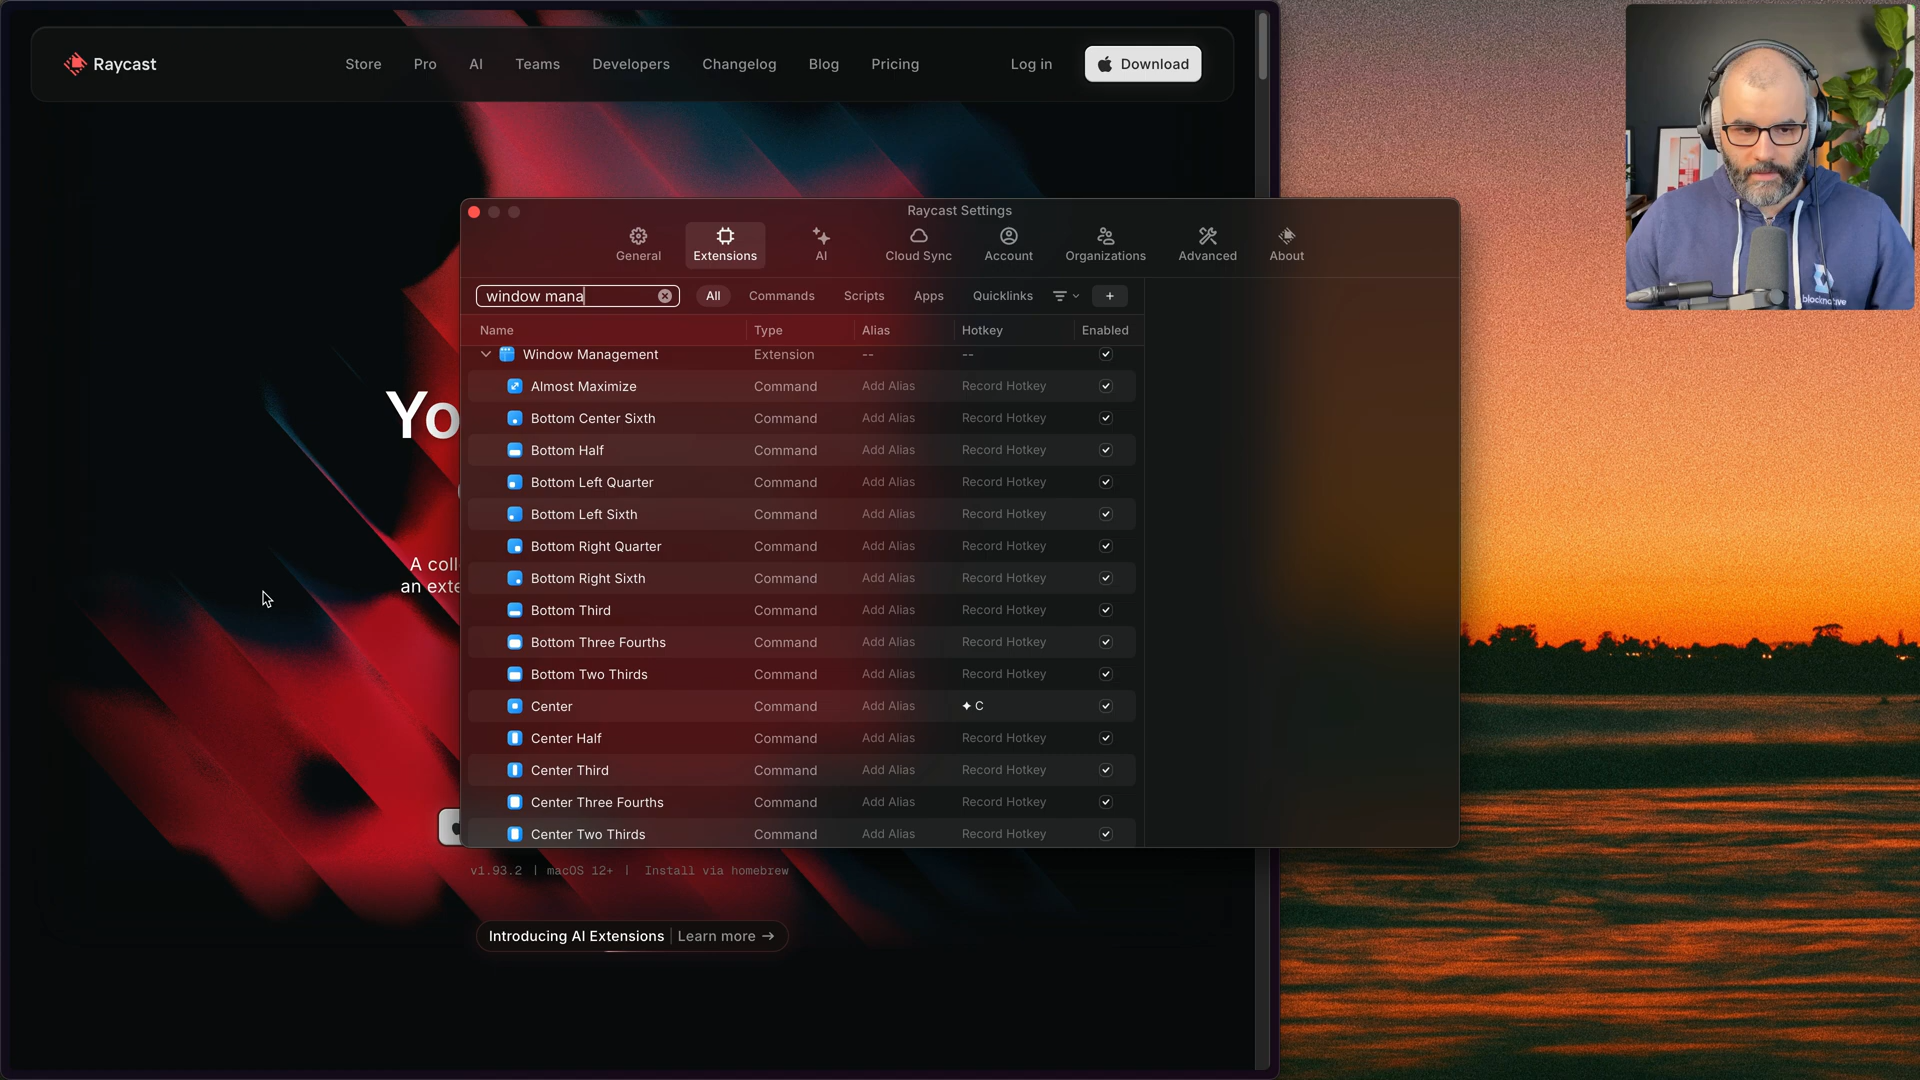 Raycast
Store Pro AI Teams Developers Changelog Blog Pricing Log in Download
Raycast Settings
General Extensions AI Cloud Sync Account Organizations Advanced About
window mana All Commands Scripts Apps Quicklinks +
Name Type Alias Hotkey Enabled
Window Management Extension -- --
Almost Maximize Command Add Alias Record Hotkey
Bottom Center Sixth Command Add Alias Record Hotkey
Bottom Half Command Add Alias Record Hotkey
Bottom Left Quarter Command Add Alias Record Hotkey
Bottom Left Sixth Command Add Alias Record Hotkey
Bottom Right Quarter Command Add Alias Record Hotkey
Bottom Right Sixth Command Add Alias Record Hotkey
Bottom Third Command Add Alias Record Hotkey
Bottom Three Fourths Command Add Alias Record Hotkey
Bottom Two Thirds Command Add Alias Record Hotkey
Center Command Add Alias ✦ C
Center Half Command Add Alias Record Hotkey
Center Third Command Add Alias Record Hotkey
Center Three Fourths Command Add Alias Record Hotkey
Center Two Thirds Command Add Alias Record Hotkey
Yo
A coll
an exte
v1.93.2 | macOS 12+ | Install via homebrew
Introducing AI Extensions | Learn more →
blocknative